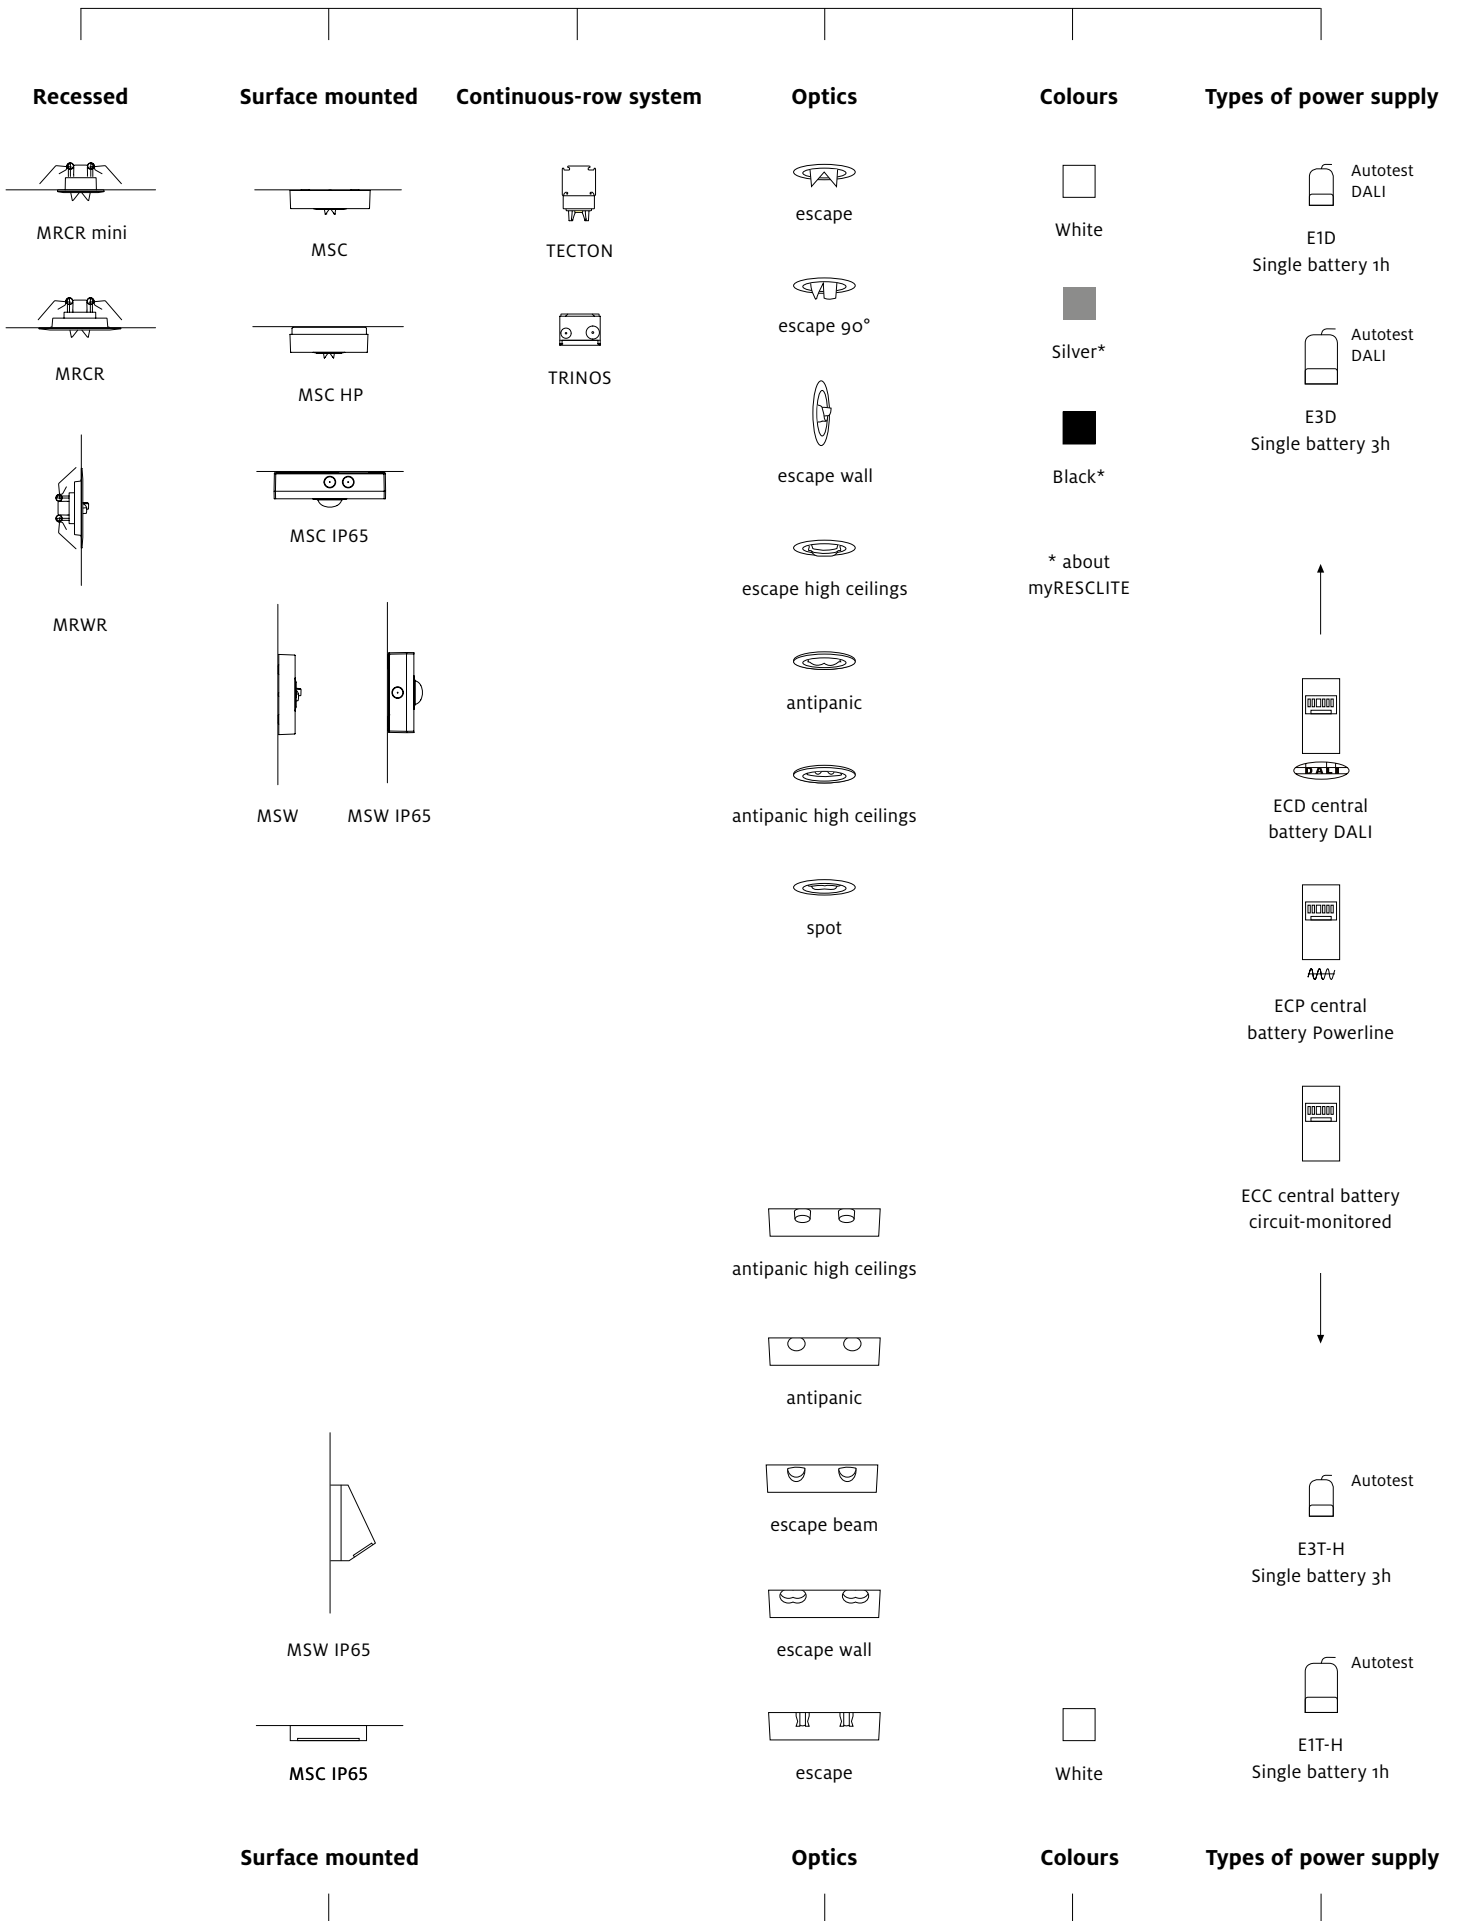 Recessed
MRCR mini
MRCR
MRWR
Surface mounted
MSC
MSC HP
MSC IP65
MSW
MSW IP65
Continuous-row system
TECTON
TRINOS
Optics
escape
escape 90°
escape wall
escape high ceilings
antipanic
antipanic high ceilings
spot
Colours
White
Silver*
Black*
* about
myRESCLITE
Types of power supply
Autotest
DALI
E1D
Single battery 1h
Autotest
DALI
E3D
Single battery 3h
DALI
ECD central
battery DALI
ECP central
battery Powerline
ECC central battery
circuit-monitored
MSW IP65
MSC IP65
Surface mounted
antipanic high ceilings
antipanic
escape beam
escape wall
escape
Optics
White
Colours
Autotest
E3T-H
Single battery 3h
Autotest
E1T-H
Single battery 1h
Types of power supply